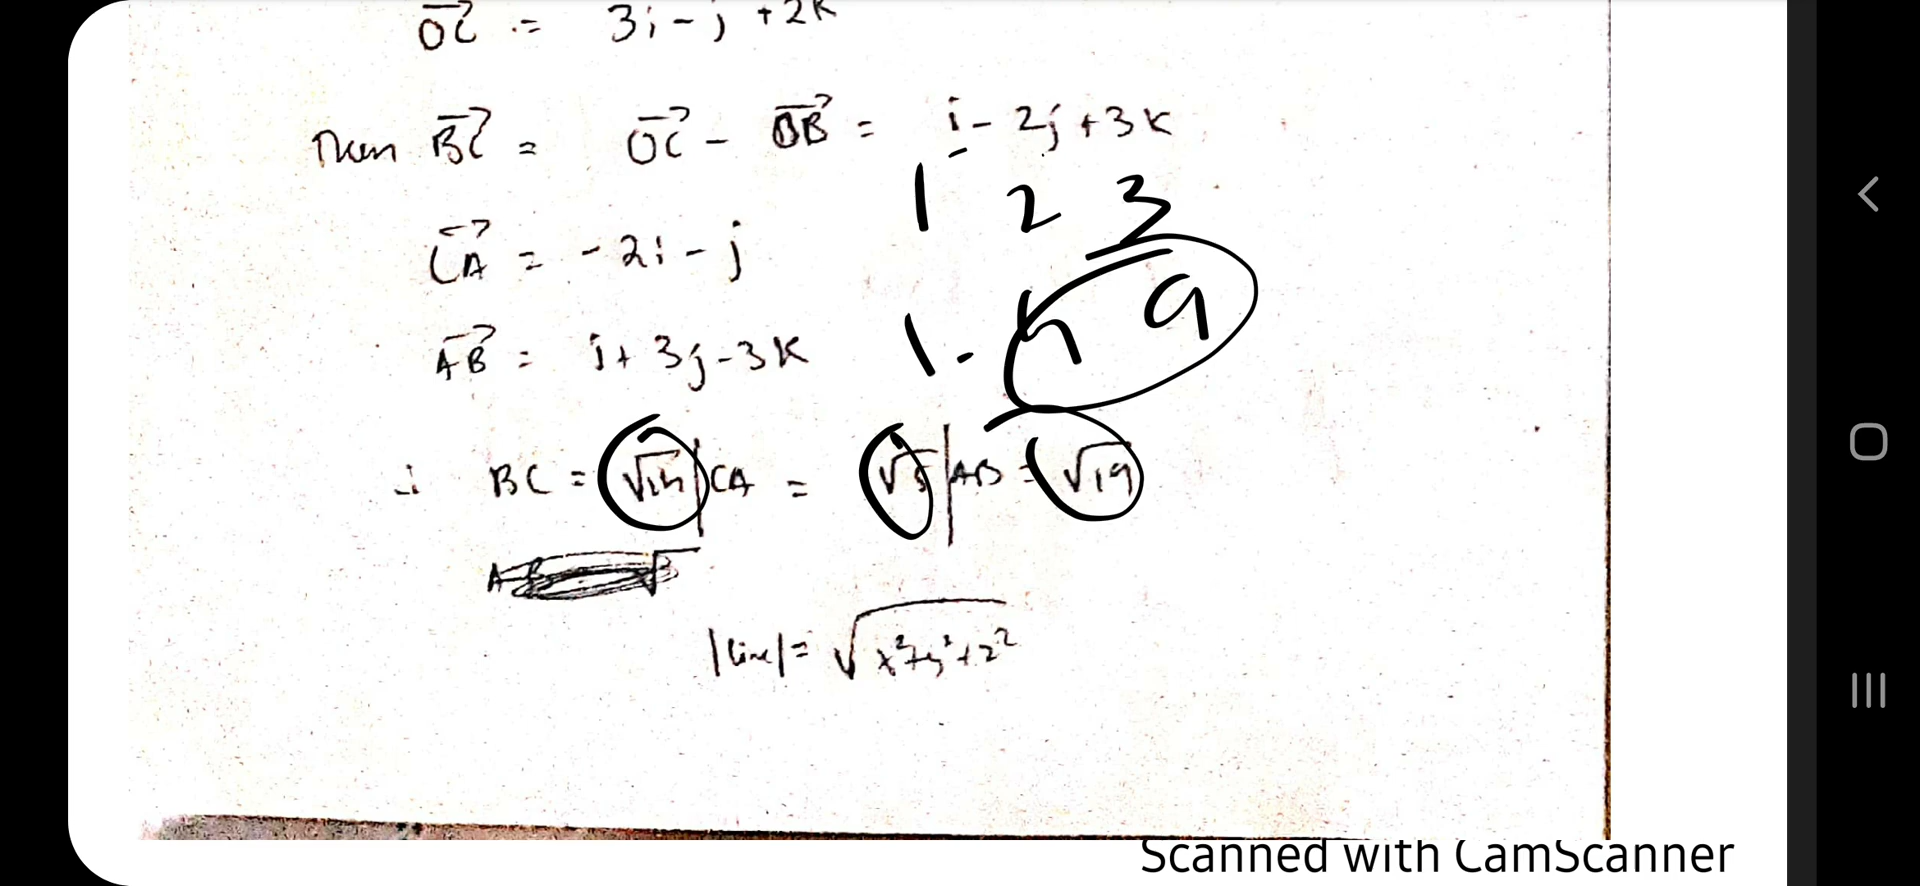 OC = 3i - j + 2k
Then BC = OC - OB = i - 2j + 3k
1 2 3
CA = -2i - j
1 - 4 9
AB = i + 3j - 3k
∴ BC = √14 | CA = √5 | AB = √19
|line| = √x²+y²+z²
Scanned with CamScanner